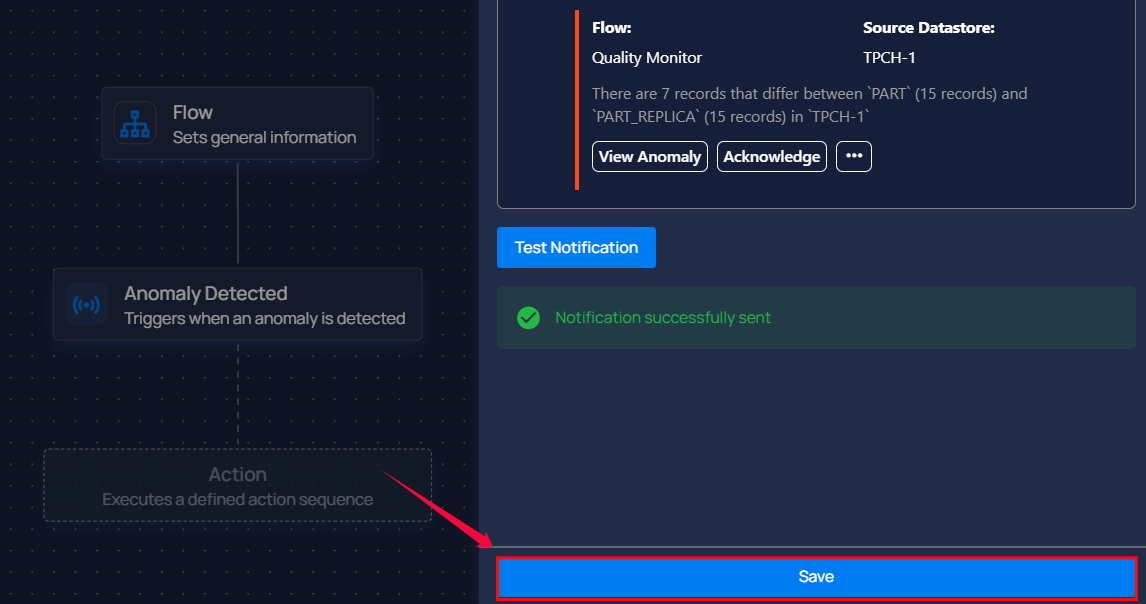 Flow
Sets general information
Anomaly Detected
Triggers when an anomaly is detected
Action
Executes a defined action sequence
Flow:
Source Datastore:
Quality Monitor
TPCH-1
There are 7 records that differ between `PART` (15 records) and
`PART_REPLICA` (15 records) in `TPCH-1`
View Anomaly
Acknowledge
•••
Test Notification
Notification successfully sent
Save